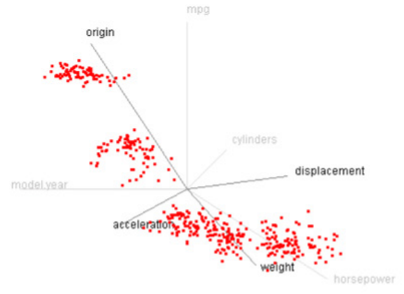 mpg
origin
cylinders
displacement
model.year
acceleration
weight
horsepower